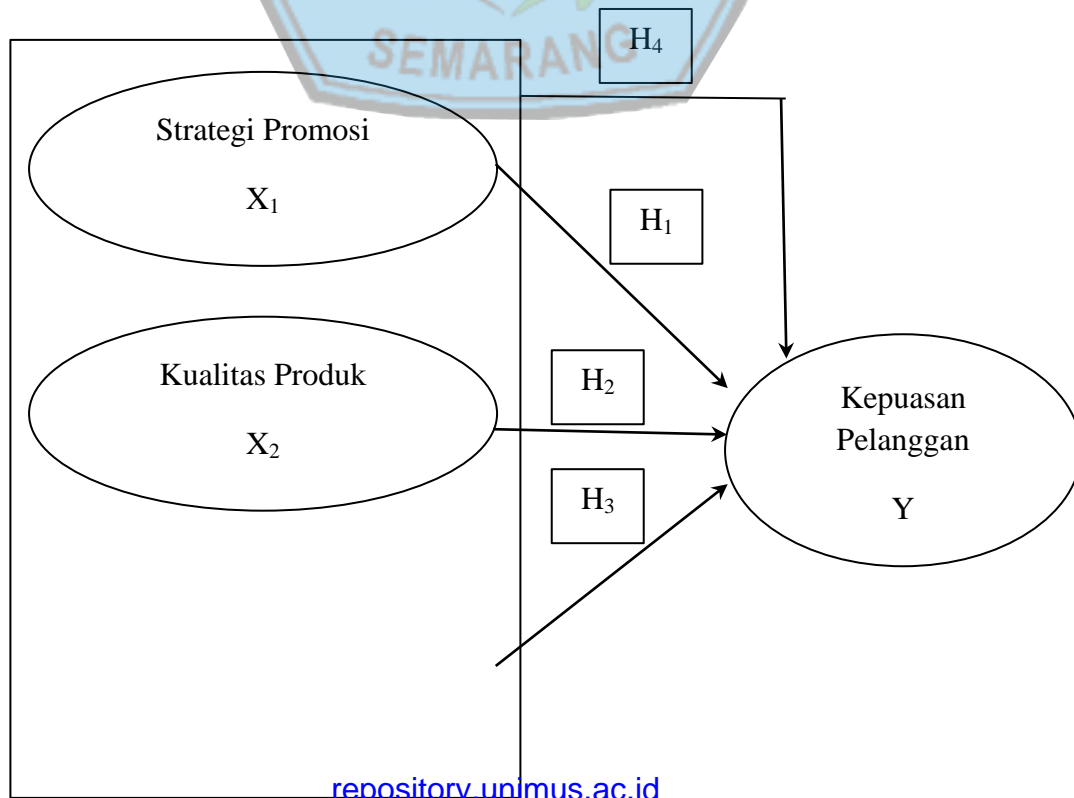 SEMARANG
H₄
Strategi Promosi
X₁
H₁
Kualitas Produk
X₂
H₂
H₃
Kepuasan
Pelanggan
Y
repository.unimus.ac.id